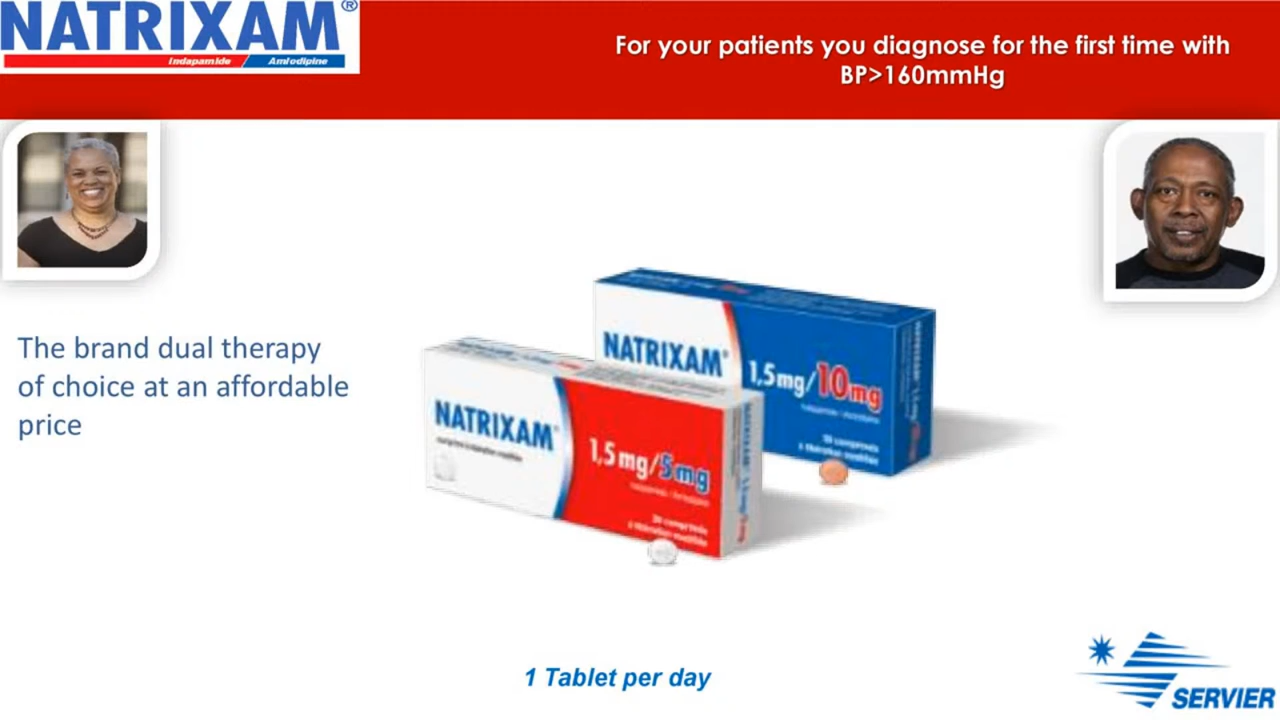 NATRIXAM®
Indapamide / Amlodipine
For your patients you diagnose for the first time with
BP>160mmHg
The brand dual therapy
of choice at an affordable
price
NATRIXAM®
1,5mg/10mg
NATRIXAM®
1,5mg/5mg
1 Tablet per day
SERVIER